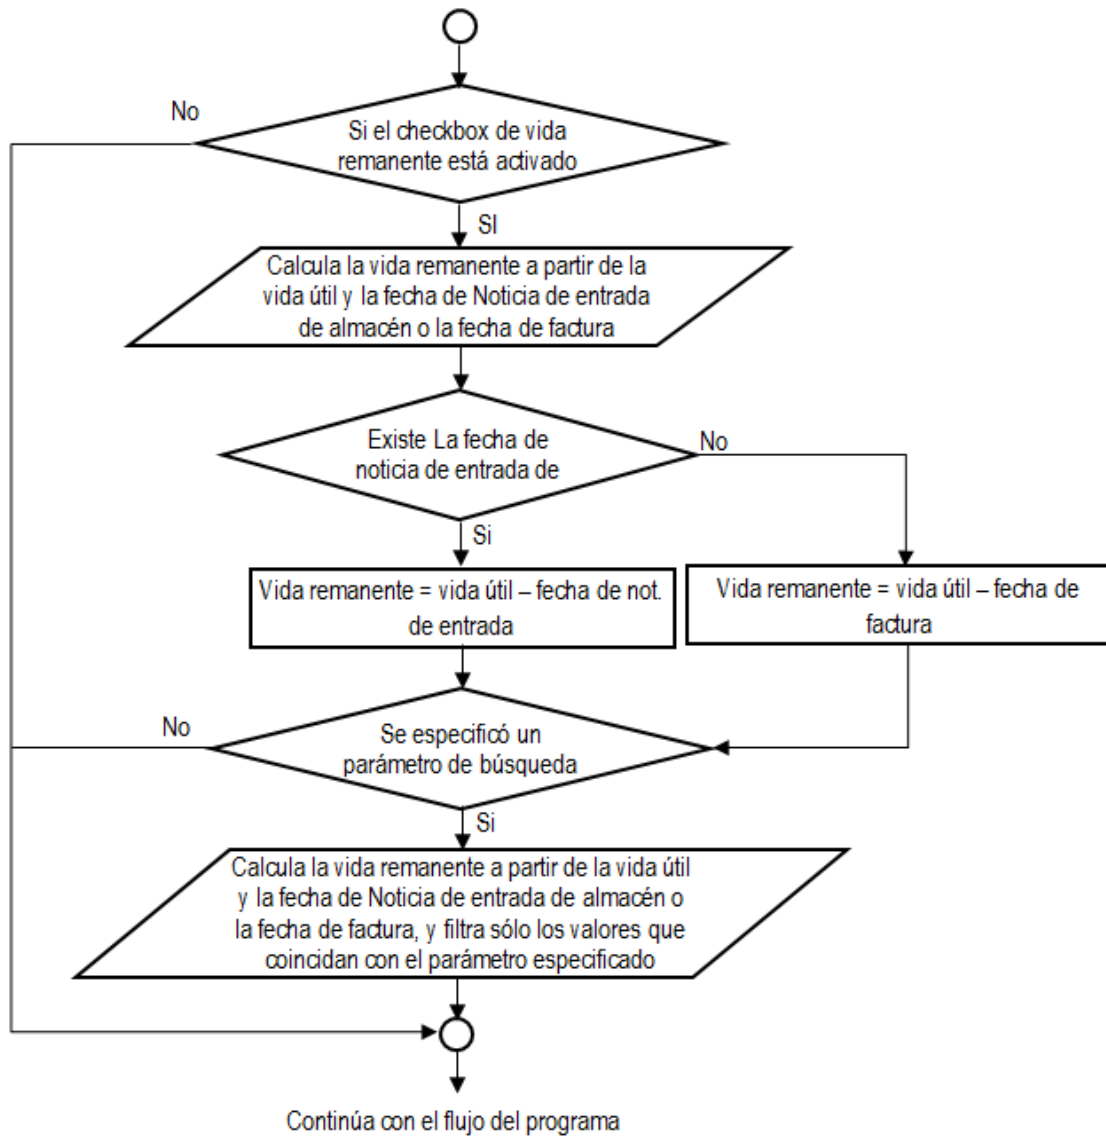 No
Si el checkbox de vida
remanente está activado
SI
Calcula la vida remanente a partir de la
vida útil y la fecha de Noticia de entrada
de almacén o la fecha de factura
Existe La fecha de
noticia de entrada de
No
Si
Vida remanente = vida útil – fecha de not.
de entrada
Vida remanente = vida útil – fecha de
factura
No
Se especificó un
parámetro de búsqueda
Si
Calcula la vida remanente a partir de la vida útil
y la fecha de Noticia de entrada de almacén o
la fecha de factura, y filtra sólo los valores que
coincidan con el parámetro especificado
Continúa con el flujo del programa